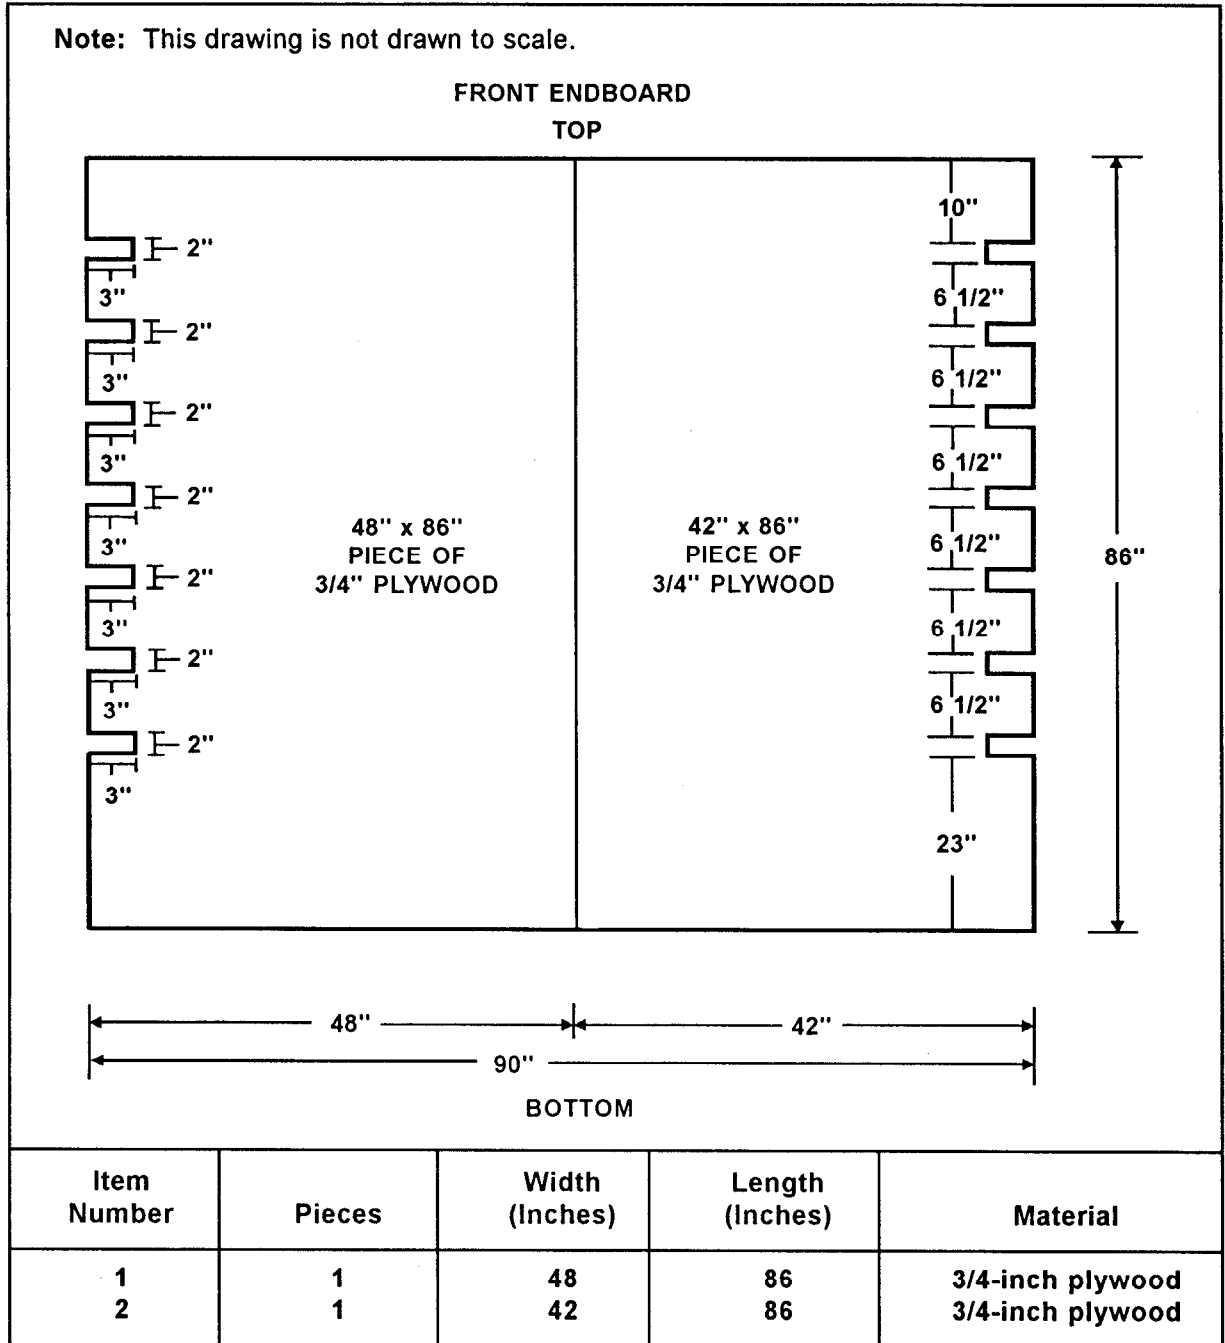 Note: This drawing is not drawn to scale.
FRONT ENDBOARD
TOP
10"
2"
3"
6 1/2"
2"
3"
6 1/2"
2"
3"
6 1/2"
2"
3"
6 1/2"
2"
3"
6 1/2"
2"
3"
6 1/2"
2"
3"
23"
48" x 86"
PIECE OF
3/4" PLYWOOD
42" x 86"
PIECE OF
3/4" PLYWOOD
86"
48"
42"
90"
BOTTOM
Item Number Pieces Width (Inches) Length (Inches) Material
1 1 48 86 3/4-inch plywood
2 1 42 86 3/4-inch plywood